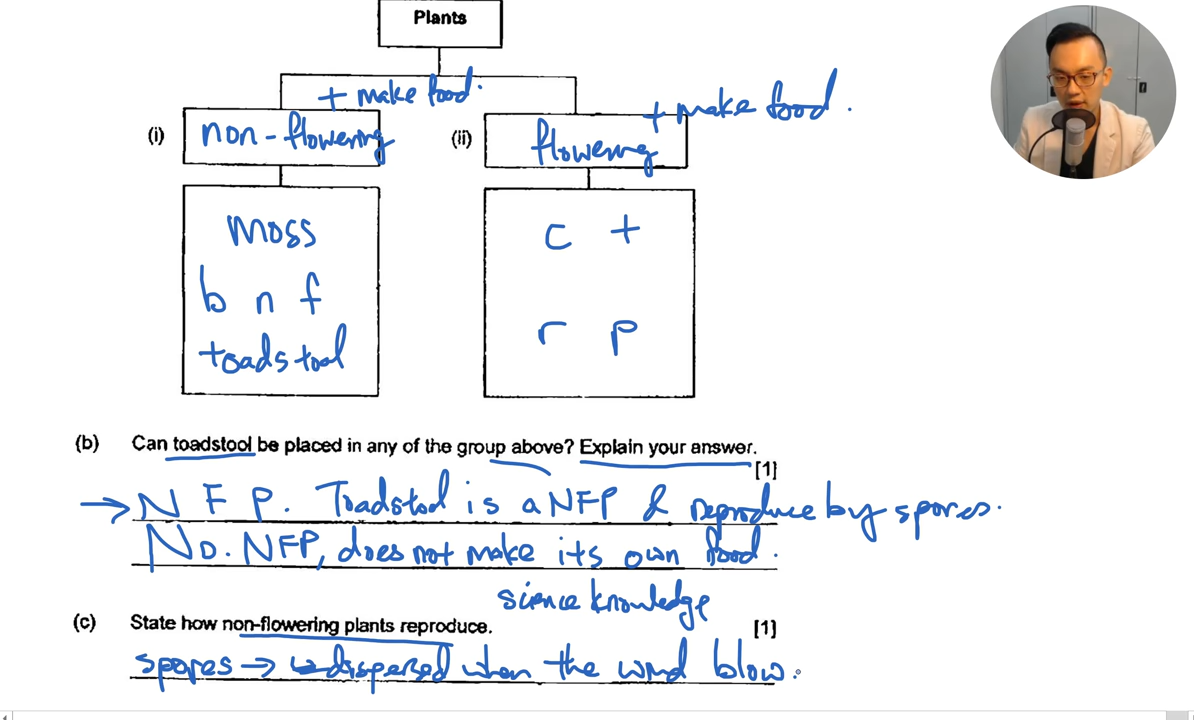 Plants
+ make food.
+ make food.
(i) non-flowering
(ii) flowering
moss
b n f
toadstool
c t
r p
(b) Can toadstool be placed in any of the group above? Explain your answer.
[1]
→ N F P. Toadstool is a NFP & reproduce by spores.
No. NFP, does not make its own food.
science knowledge
(c) State how non-flowering plants reproduce. [1]
spores → dispersed when the wind blow.